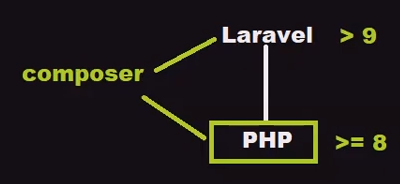 Laravel > 9
composer
PHP >= 8